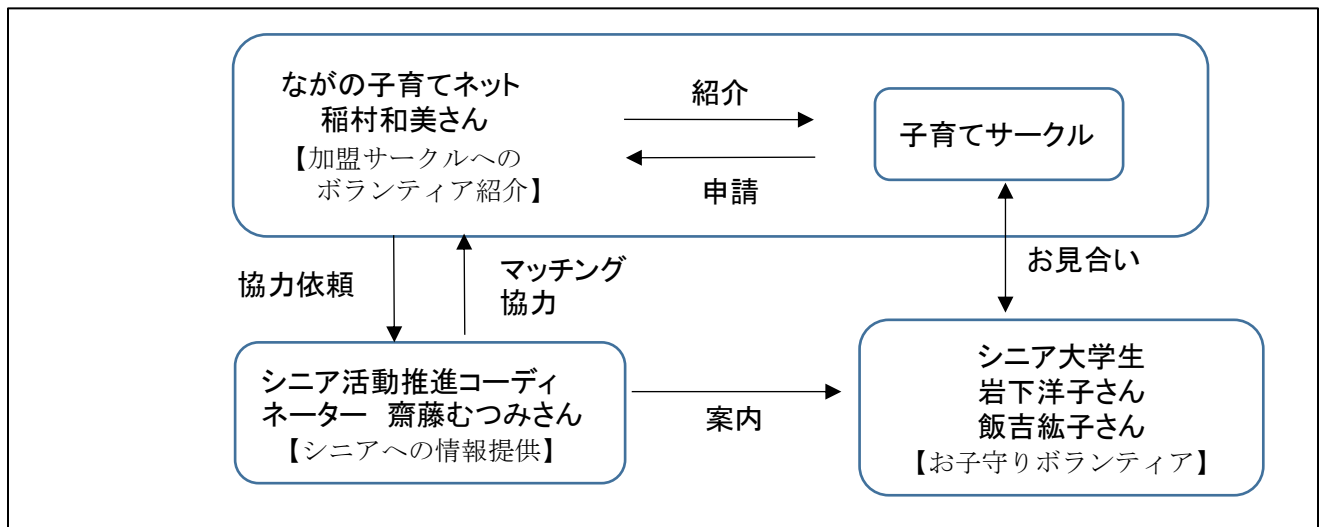 ながの子育てネット
稲村和美さん
【加盟サークルへの
ボランティア紹介】
紹介
申請
子育てサークル
協力依頼
マッチング
協力
お見合い
シニア活動推進コーディ
ネーター 齋藤むつみさん
【シニアへの情報提供】
案内
シニア大学生
岩下洋子さん
飯吉紘子さん
【お子守りボランティア】